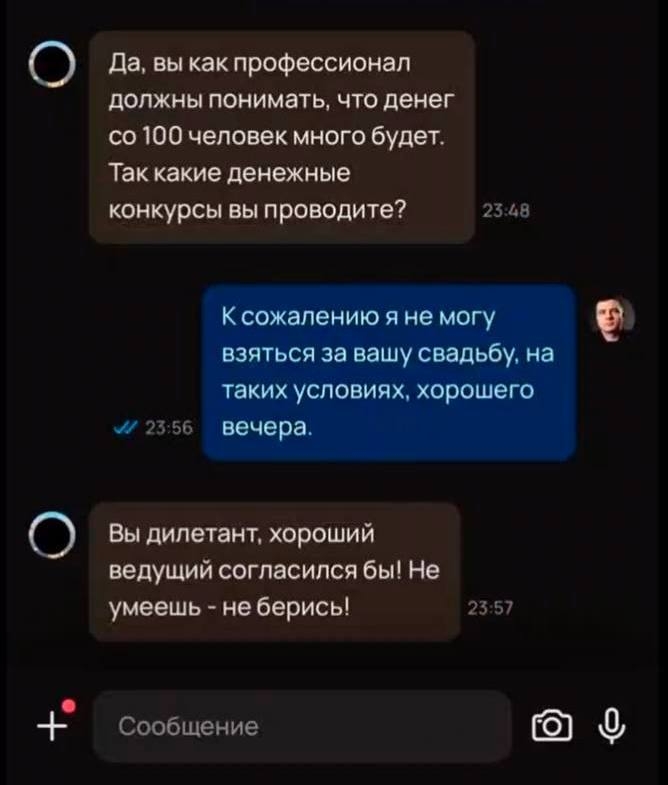 Да, вы как профессионал
должны понимать, что денег
со 100 человек много будет.
Так какие денежные
конкурсы вы проводите?
23:48
К сожалению я не могу
взяться за вашу свадьбу, на
таких условиях, хорошего
вечера.
23:56
Вы дилетант, хороший
ведущий согласился бы! Не
умеешь - не берись!
23:57
Сообщение